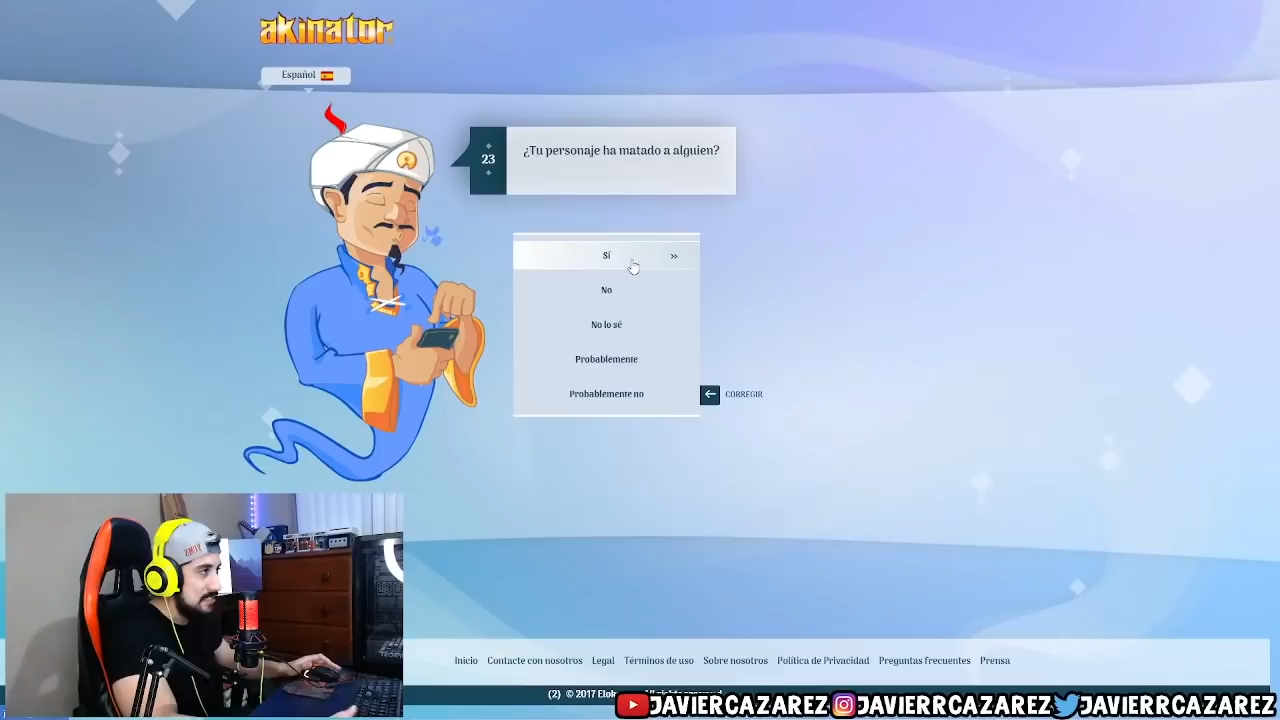 akinator
Español
23
¿Tu personaje ha matado a alguien?
Sí »
No
No lo sé
Probablemente
Probablemente no
CORREGIR
Inicio Contacte con nosotros Legal Términos de uso Sobre nosotros Política de Privacidad Preguntas frecuentes Prensa
(2) © 2017 Elok
JAVIERCAZAREZ JAVIERRCAZAREZ JAVIERRCAZAREZ